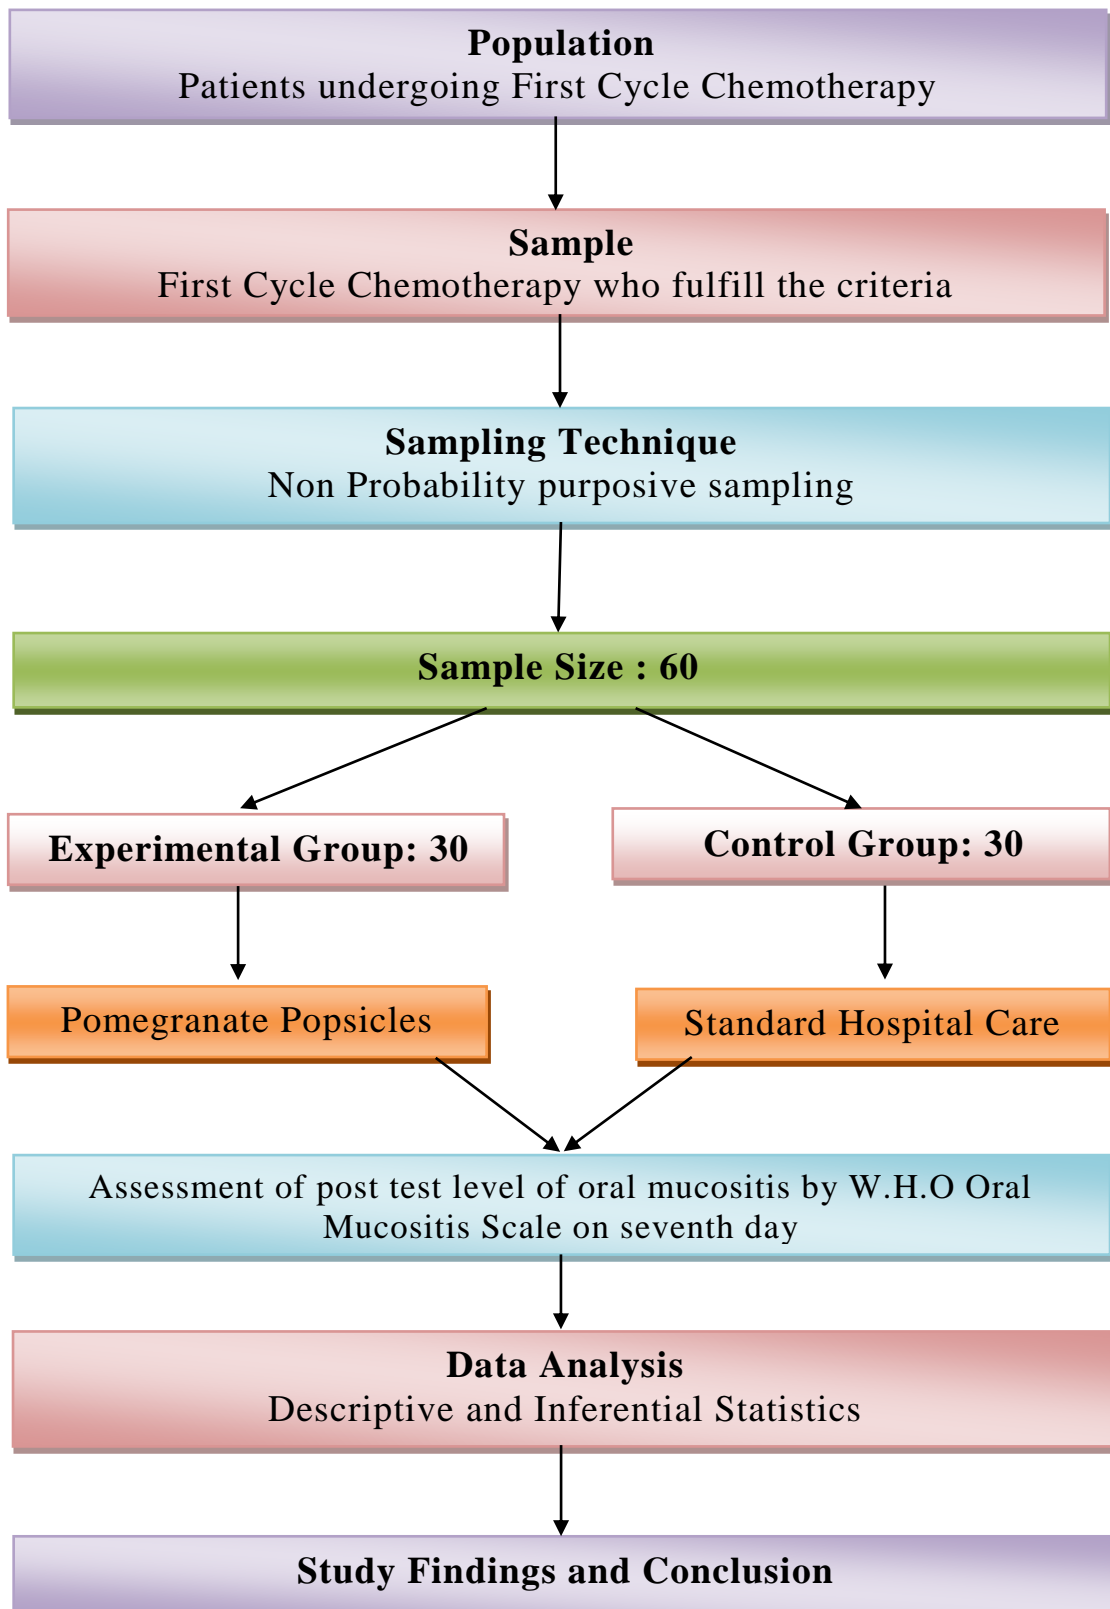 Population
Patients undergoing First Cycle Chemotherapy
Sample
First Cycle Chemotherapy who fulfill the criteria
Sampling Technique
Non Probability purposive sampling
Sample Size : 60
Experimental Group: 30
Control Group: 30
Pomegranate Popsicles
Standard Hospital Care
Assessment of post test level of oral mucositis by W.H.O Oral
Mucositis Scale on seventh day
Data Analysis
Descriptive and Inferential Statistics
Study Findings and Conclusion